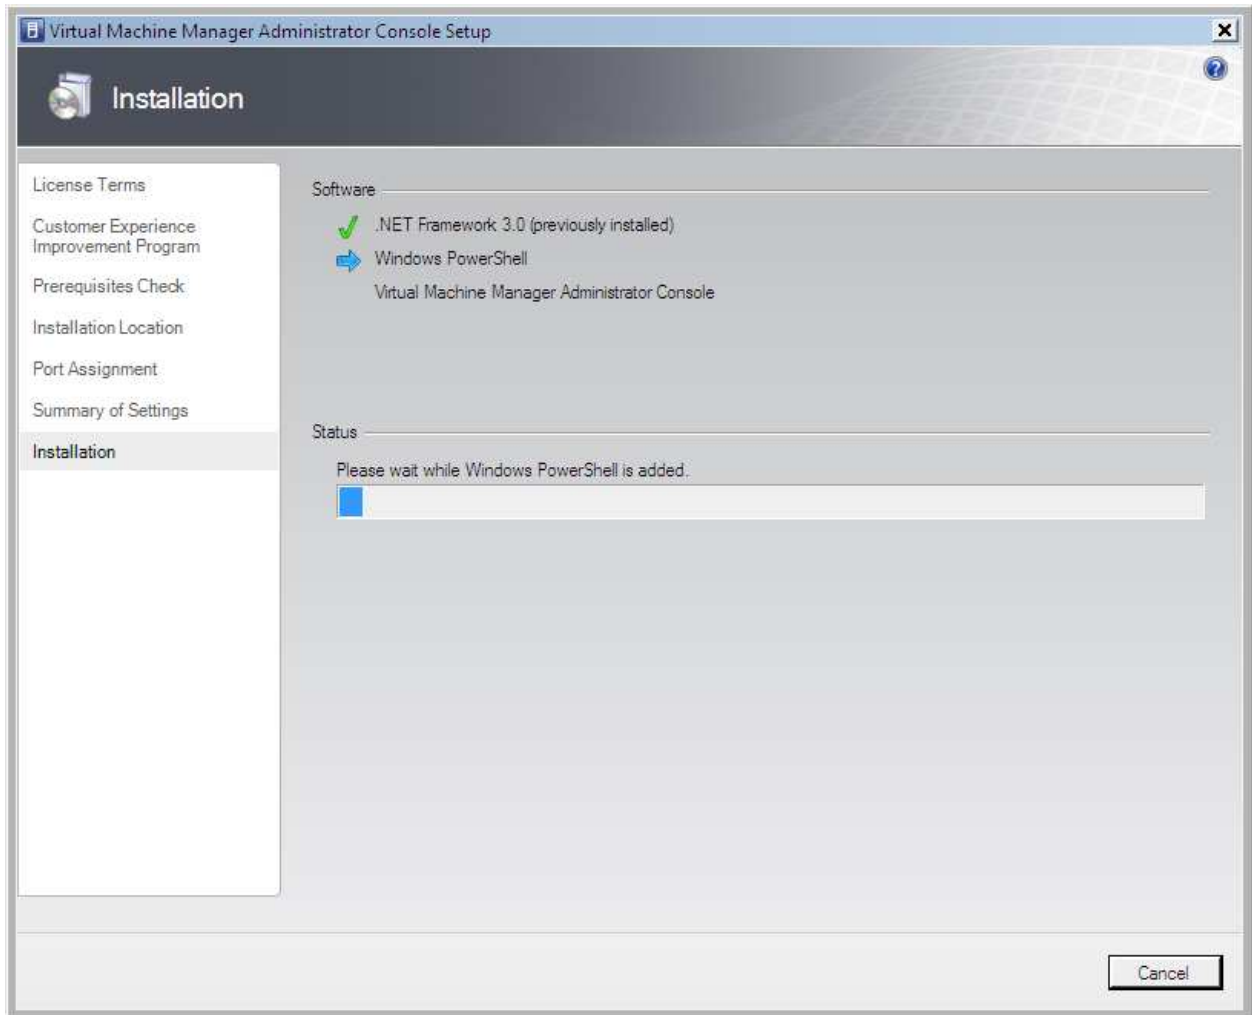 Virtual Machine Manager Administrator Console Setup
Installation
License Terms
Customer Experience
Improvement Program
Prerequisites Check
Installation Location
Port Assignment
Summary of Settings
Installation
Software
.NET Framework 3.0 (previously installed)
Windows PowerShell
Virtual Machine Manager Administrator Console
Status
Please wait while Windows PowerShell is added.
Cancel